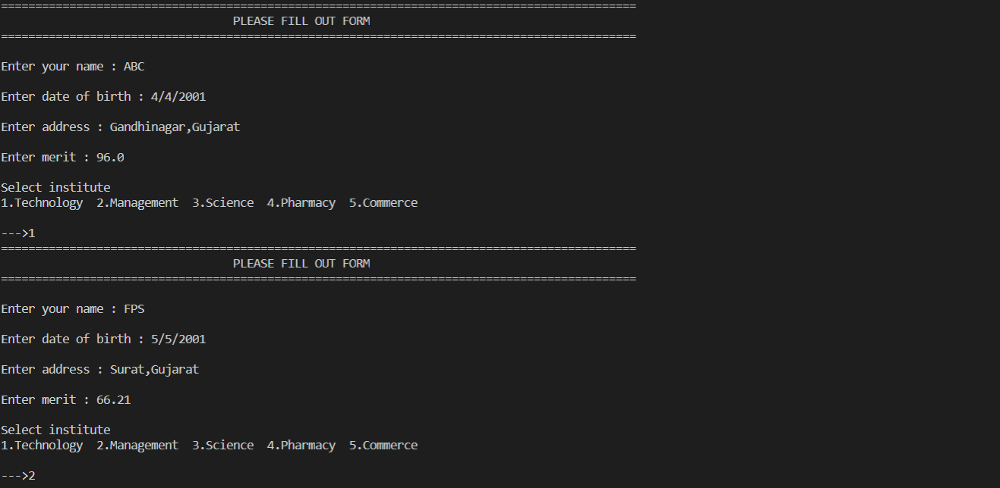 =============================================================================================
PLEASE FILL OUT FORM
=============================================================================================
Enter your name : ABC
Enter date of birth : 4/4/2001
Enter address : Gandhinagar,Gujarat
Enter merit : 96.0
Select institute
1.Technology  2.Management  3.Science  4.Pharmacy  5.Commerce
--->1
=============================================================================================
PLEASE FILL OUT FORM
=============================================================================================
Enter your name : FPS
Enter date of birth : 5/5/2001
Enter address : Surat,Gujarat
Enter merit : 66.21
Select institute
1.Technology  2.Management  3.Science  4.Pharmacy  5.Commerce
--->2